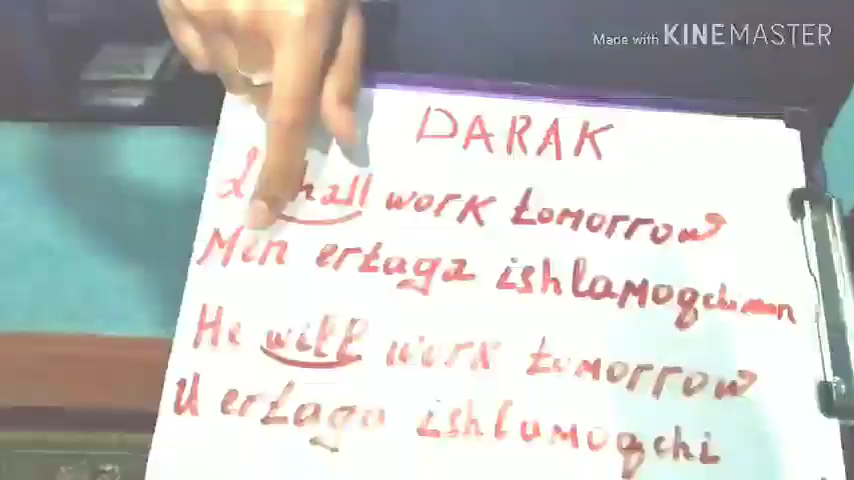 Made with KINEMASTER
DARAK
I shall work tomorrow
Men ertaga ishlamoqchiman
He will work tomorrow
U ertaga ishlamoqchi